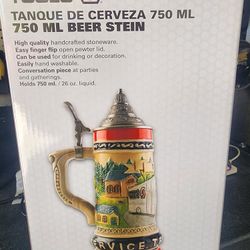 TANQUE DE CERVEZA 750 ML
750 ML BEER STEIN
High quality handcrafted stoneware.
Easy finger flip open pewter lid.
Can be used for drinking or decoration.
Easily hand washable.
Conversation piece at parties
and gatherings.
Holds 750 ml. / 26 oz. liquid.